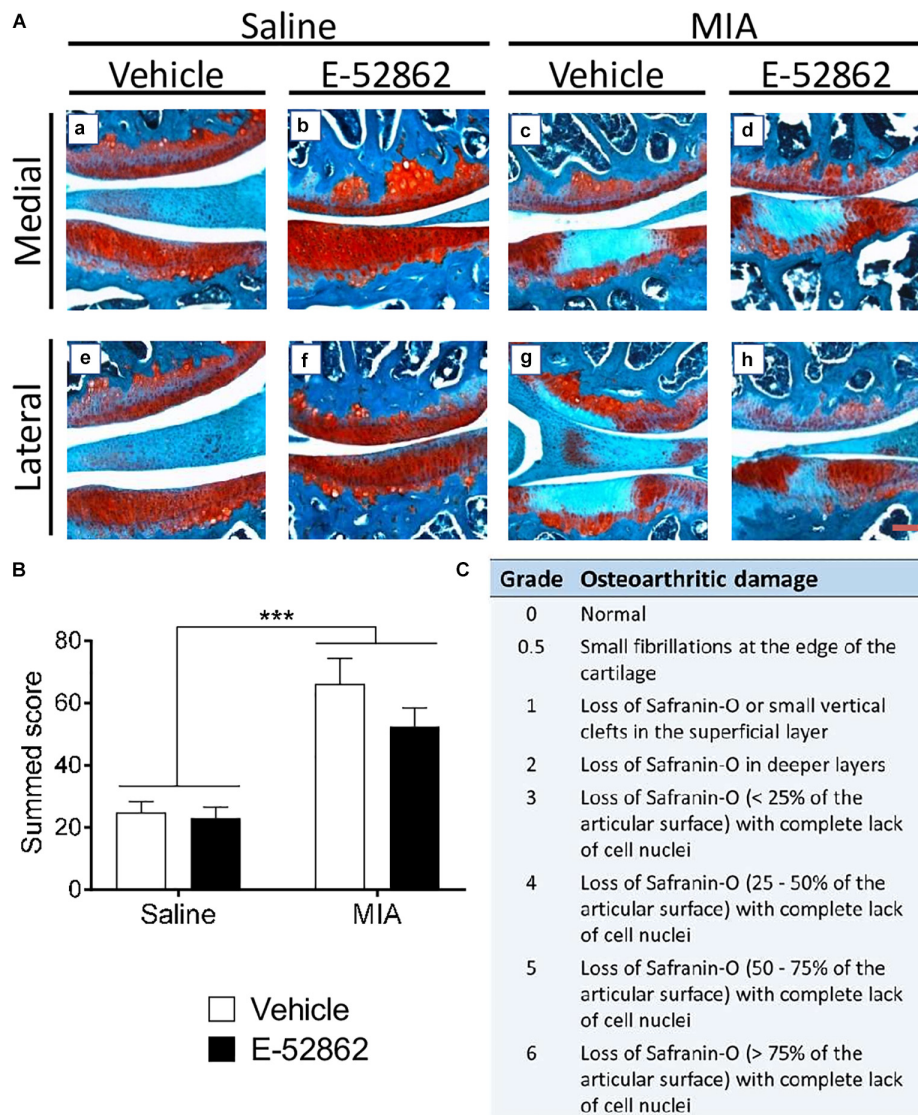 A
Saline MIA
Vehicle E-52862 Vehicle E-52862
Medial
a b c d
Lateral
e f g h
B
***
Summed score
80
60
40
20
0
Saline MIA
Vehicle
E-52862
C
Grade Osteoarthritic damage
0 Normal
0.5 Small fibrillations at the edge of the
cartilage
1 Loss of Safranin-O or small vertical
clefts in the superficial layer
2 Loss of Safranin-O in deeper layers
3 Loss of Safranin-O (< 25% of the
articular surface) with complete lack
of cell nuclei
4 Loss of Safranin-O (25 - 50% of the
articular surface) with complete lack
of cell nuclei
5 Loss of Safranin-O (50 - 75% of the
articular surface) with complete lack
of cell nuclei
6 Loss of Safranin-O (> 75% of the
articular surface) with complete lack
of cell nuclei